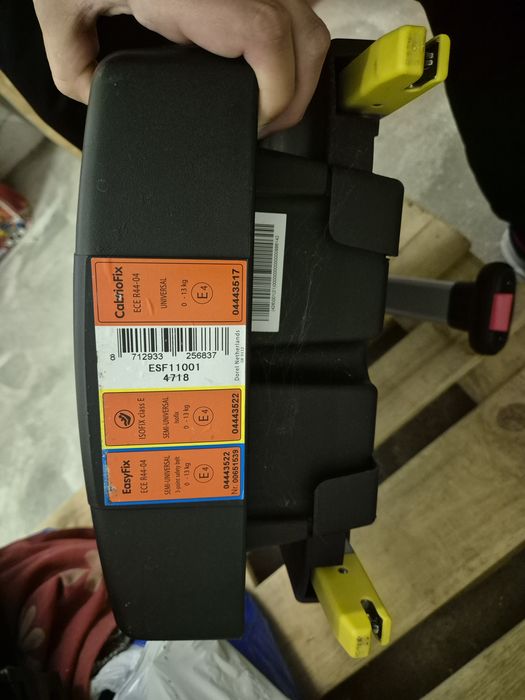 CabrioFix
ECE R44-04
UNIVERSAL
0 - 13 kg
E4
04443517
8 712933 256837
ESF11001
4718
Dorel Netherlands
ISOFIX class E
SEMI-UNIVERSAL
Isofix
0 - 13 kg
E4
04443522
EasyFix
ECE R44-04
SEMI-UNIVERSAL
3-point safety belt
0 - 13 kg
E4
04443522
Nr. 00681639